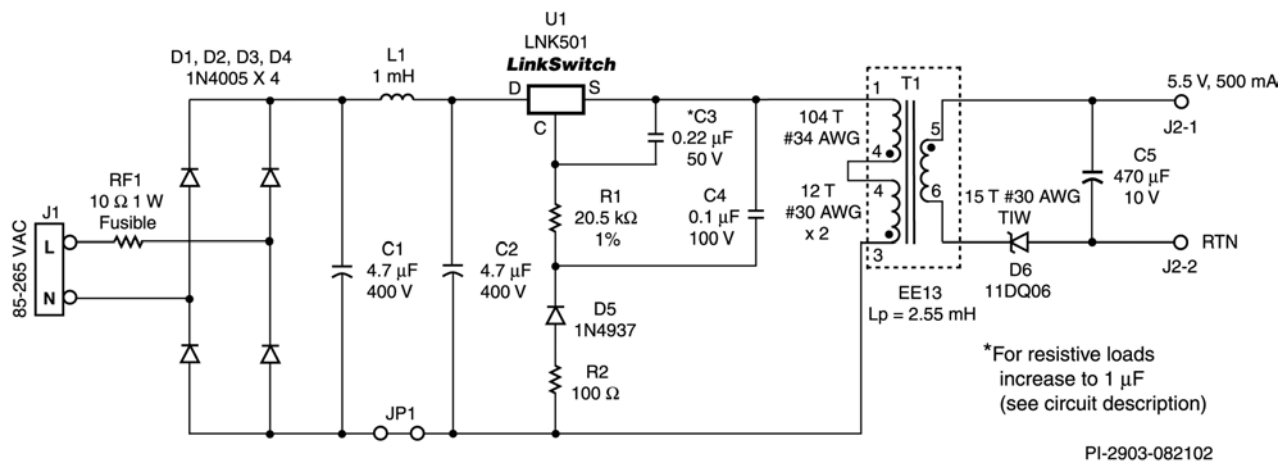 U1
LNK501
LinkSwitch
D1, D2, D3, D4
1N4005 X 4
L1
1 mH
D
S
C
*C3
0.22 µF
50 V
1
T1
5.5 V, 500 mA
J2-1
104 T
#34 AWG
4
5
C5
470 µF
10 V
RF1
10 Ω 1 W
Fusible
J1
L
N
85-265 VAC
C1
4.7 µF
400 V
C2
4.7 µF
400 V
R1
20.5 kΩ
1%
C4
0.1 µF
100 V
4
12 T
#30 AWG
x 2
3
6
15 T #30 AWG
TIW
RTN
J2-2
D6
11DQ06
D5
1N4937
EE13
Lp = 2.55 mH
R2
100 Ω
JP1
*For resistive loads
increase to 1 µF
(see circuit description)
PI-2903-082102